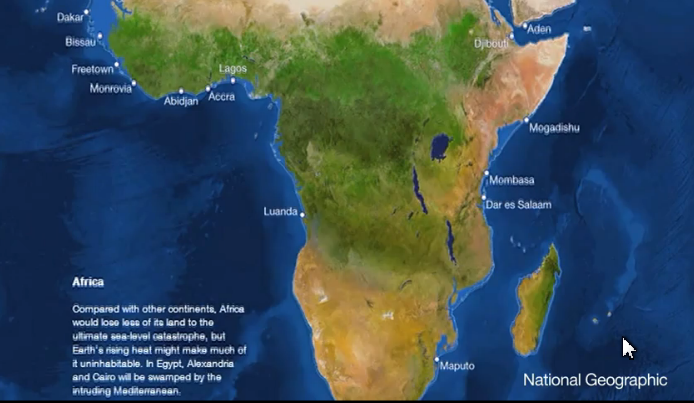 Dakar
Bissau
Freetown
Monrovia
Abidjan
Accra
Lagos
Djibouti
Aden
Mogadishu
Mombasa
Dar es Salaam
Luanda
Maputo
Africa
Compared with other continents, Africa
would lose less of its land to the
ultimate sea-level catastrophe, but
Earth's rising heat might make much of
it uninhabitable. In Egypt, Alexandria
and Cairo will be swamped by the
intruding Mediterranean.
National Geographic